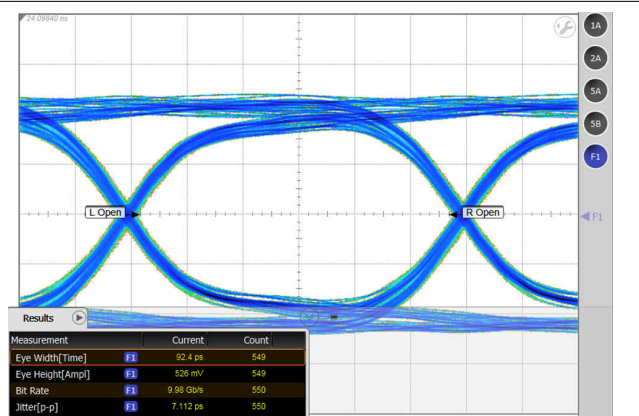 24.09840 ns
1A
2A
5A
5B
F1
L Open
R Open
F1
Results
Measurement Current Count
Eye Width[Time] F1 92.4 ps 549
Eye Height[Ampl] F1 526 mV 549
Bit Rate F1 9.98 Gb/s 550
Jitter[p-p] F1 7.112 ps 550